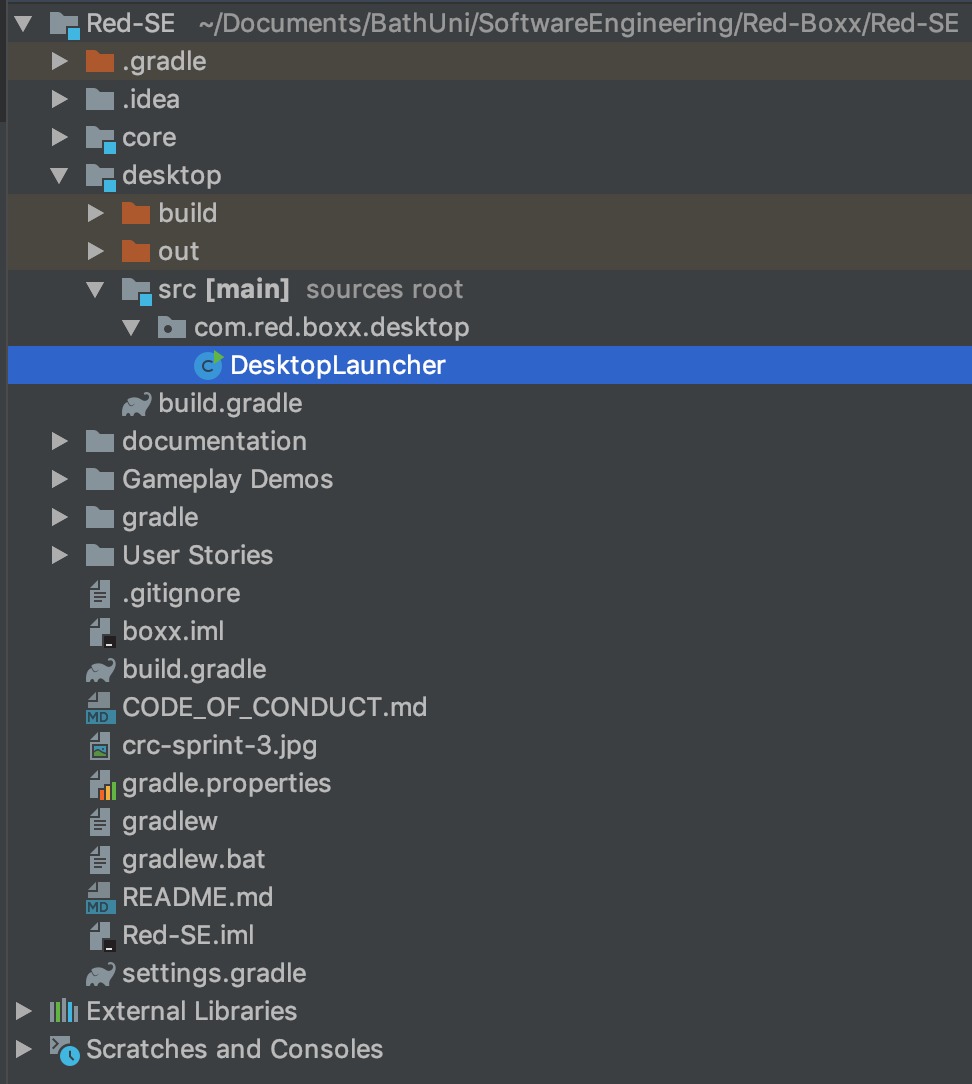 Red-SE ~/Documents/BathUni/SoftwareEngineering/Red-Boxx/Red-SE
.gradle
.idea
core
desktop
build
out
src [main] sources root
com.red.boxx.desktop
C DesktopLauncher
build.gradle
documentation
Gameplay Demos
gradle
User Stories
.gitignore
boxx.iml
build.gradle
MD CODE_OF_CONDUCT.md
crc-sprint-3.jpg
gradle.properties
gradlew
gradlew.bat
MD README.md
Red-SE.iml
settings.gradle
External Libraries
Scratches and Consoles